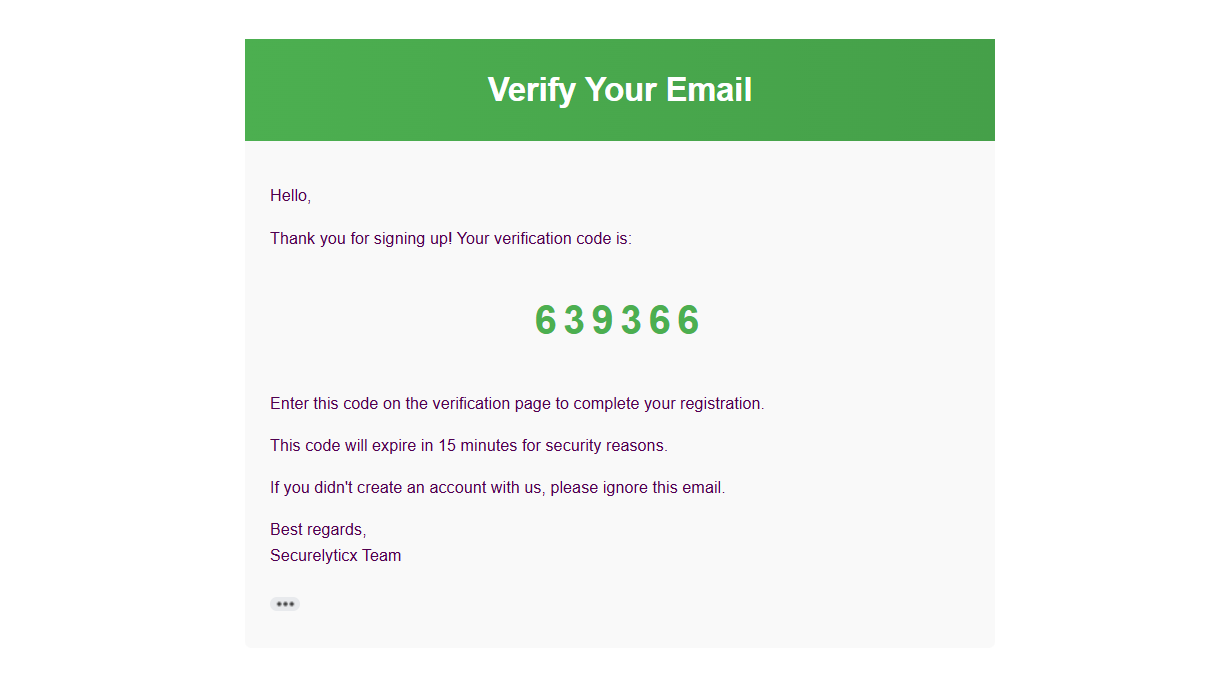 Verify Your Email
Hello,
Thank you for signing up! Your verification code is:
639366
Enter this code on the verification page to complete your registration.
This code will expire in 15 minutes for security reasons.
If you didn't create an account with us, please ignore this email.
Best regards,
Securelyticx Team